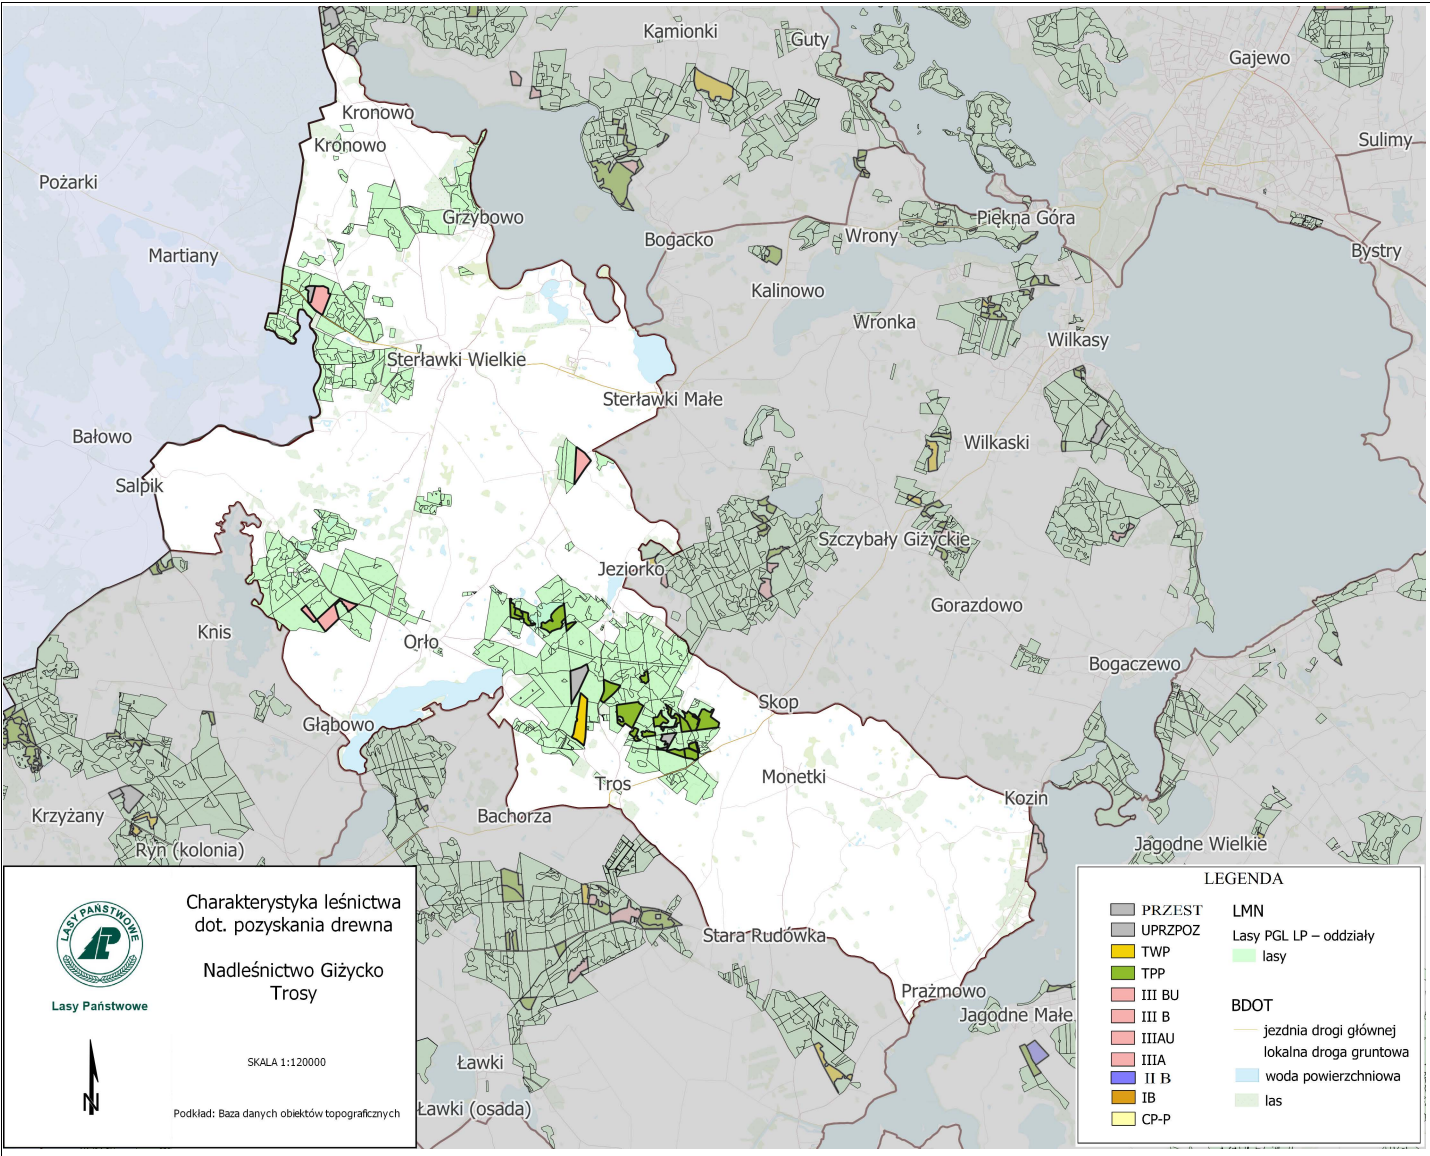 Kamionki
Guty
Gajewo
Kronowo
Kronowo
Sulimy
Pożarki
Grzybowo
Piękna Góra
Martiany
Bogacko
Wrony
Bystry
Kalinowo
Wronka
Wilkasy
Sterławki Wielkie
Sterławki Małe
Bałowo
Wilkaski
Salpik
Szczybały Giżyckie
Jeziorko
Gorazdowo
Knis
Orło
Bogaczewo
Skop
Głąbowo
Monetki
Tros
Kozin
Krzyżany
Bachorza
Ryn (kolonia)
Jagodne Wielkie
Stara Rudówka
Prażmowo
Jagodne Małe
Ławki
Ławki (osada)
LASY PAŃSTWOWE
Lasy Państwowe
N
Charakterystyka leśnictwa
dot. pozyskania drewna
Nadleśnictwo Giżycko
Trosy
SKALA 1:120000
Podkład: Baza danych obiektów topograficznych
LEGENDA
PRZEST
UPRZPOZ
TWP
TPP
III BU
III B
IIIAU
IIIA
II B
IB
CP-P
LMN
Lasy PGL LP – oddziały
lasy
BDOT
jezdnia drogi głównej
lokalna droga gruntowa
woda powierzchniowa
las